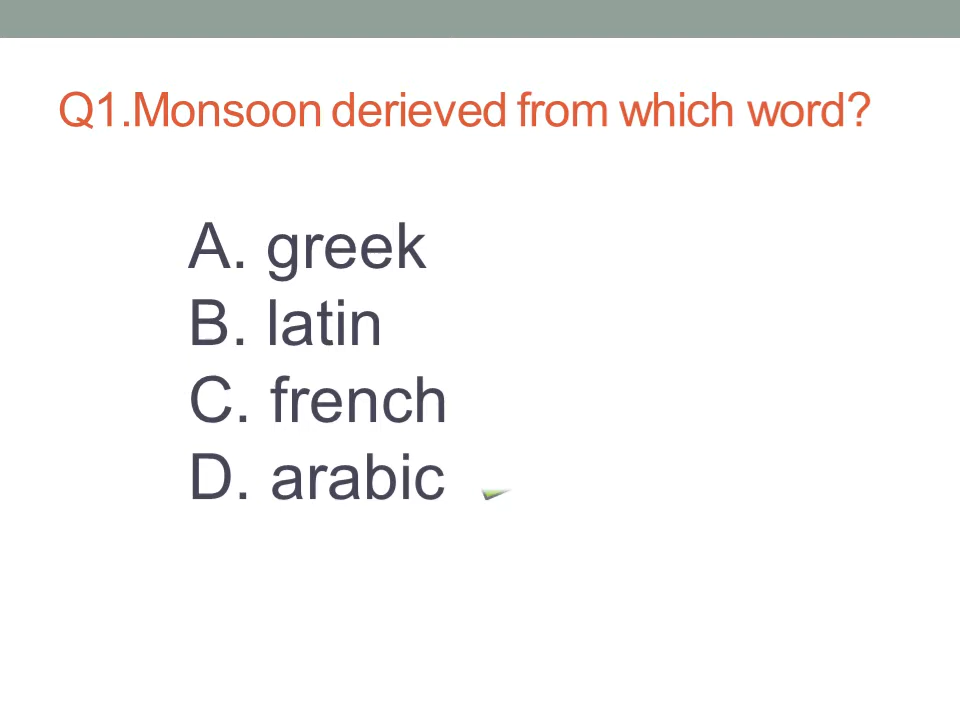 Q1.Monsoon derieved from which word?
A. greek
B. latin
C. french
D. arabic